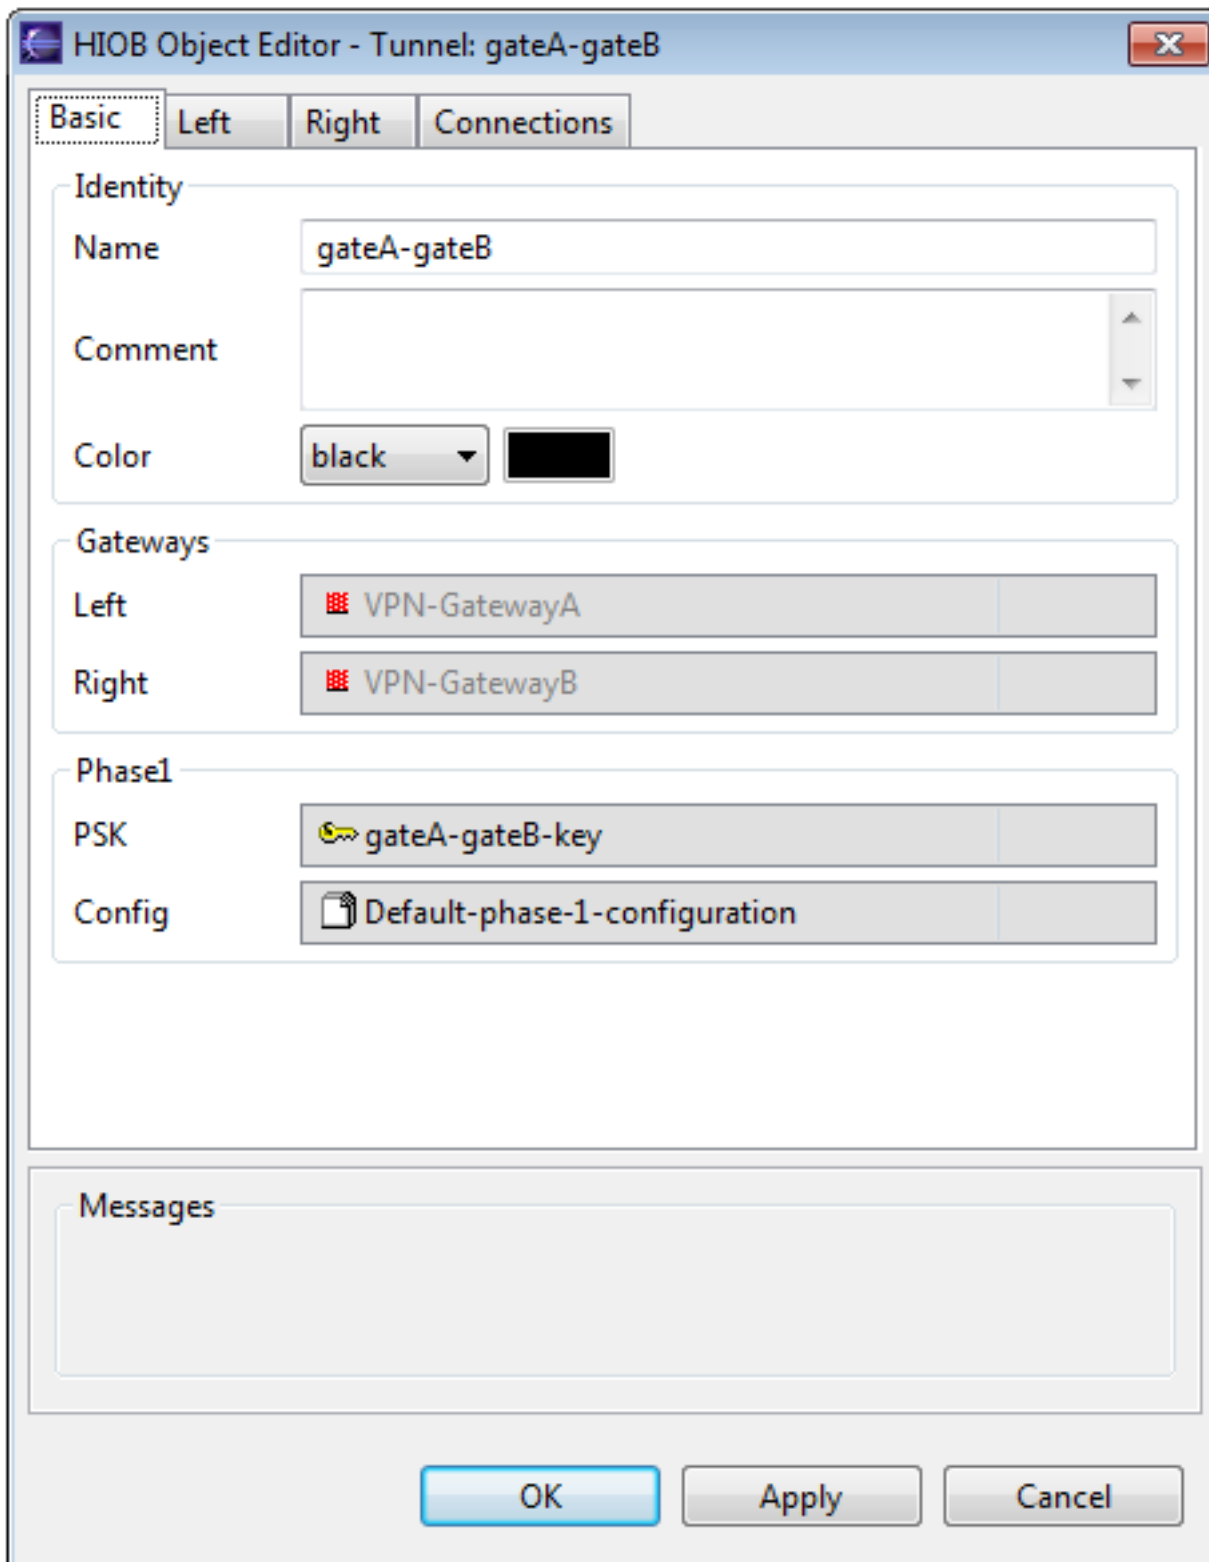 HIOB Object Editor - Tunnel: gateA-gateB
Basic Left Right Connections
Identity
Name gateA-gateB
Comment
Color black
Gateways
Left VPN-GatewayA
Right VPN-GatewayB
Phase1
PSK gateA-gateB-key
Config Default-phase-1-configuration
Messages
OK Apply Cancel